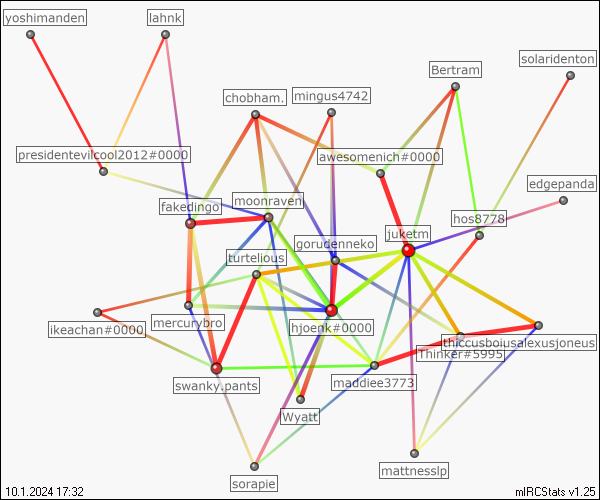 yoshimanden
lahnk
solaridenton
Bertram
chobham.
mingus4742
presidentevilcool2012#0000
awesomenich#0000
edgepanda
fakedingo
moonraven
hos8778
juketm
gorudenneko
turtelious
mercurybro
ikeachan#0000
hjoenk#0000
thiccusboiusalexusjoneus
Thinker#5995
swanky.pants
maddiee3773
Wyatt
mattnesslp
sorapie
10.1.2024 17:32
mIRCStats v1.25